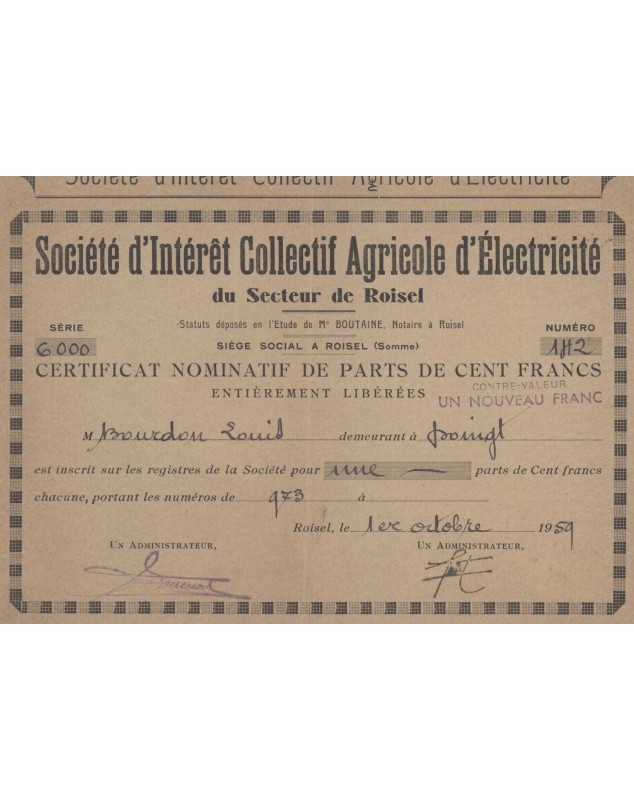 Société d'Intérêt Collectif Agricole d'Électricité
Société d'Intérêt Collectif Agricole d'Électricité
du Secteur de Roisel
Statuts déposés en l'Etude de Me BOUTAINE, Notaire à Roisel
SÉRIE NUMÉRO
6000 SIÈGE SOCIAL A ROISEL (Somme)
CERTIFICAT NOMINATIF DE PARTS DE CENT FRANCS
ENTIÈREMENT LIBÉRÉES
CONTRE-VALEUR
UN NOUVEAU FRANC
M Bourdon Louis demeurant à Doingt
est inscrit sur les registres de la Société pour une — parts de Cent francs
chacune, portant les numéros de 973 à
Roisel, le 1er octobre 1959
UN ADMINISTRATEUR, UN ADMINISTRATEUR,